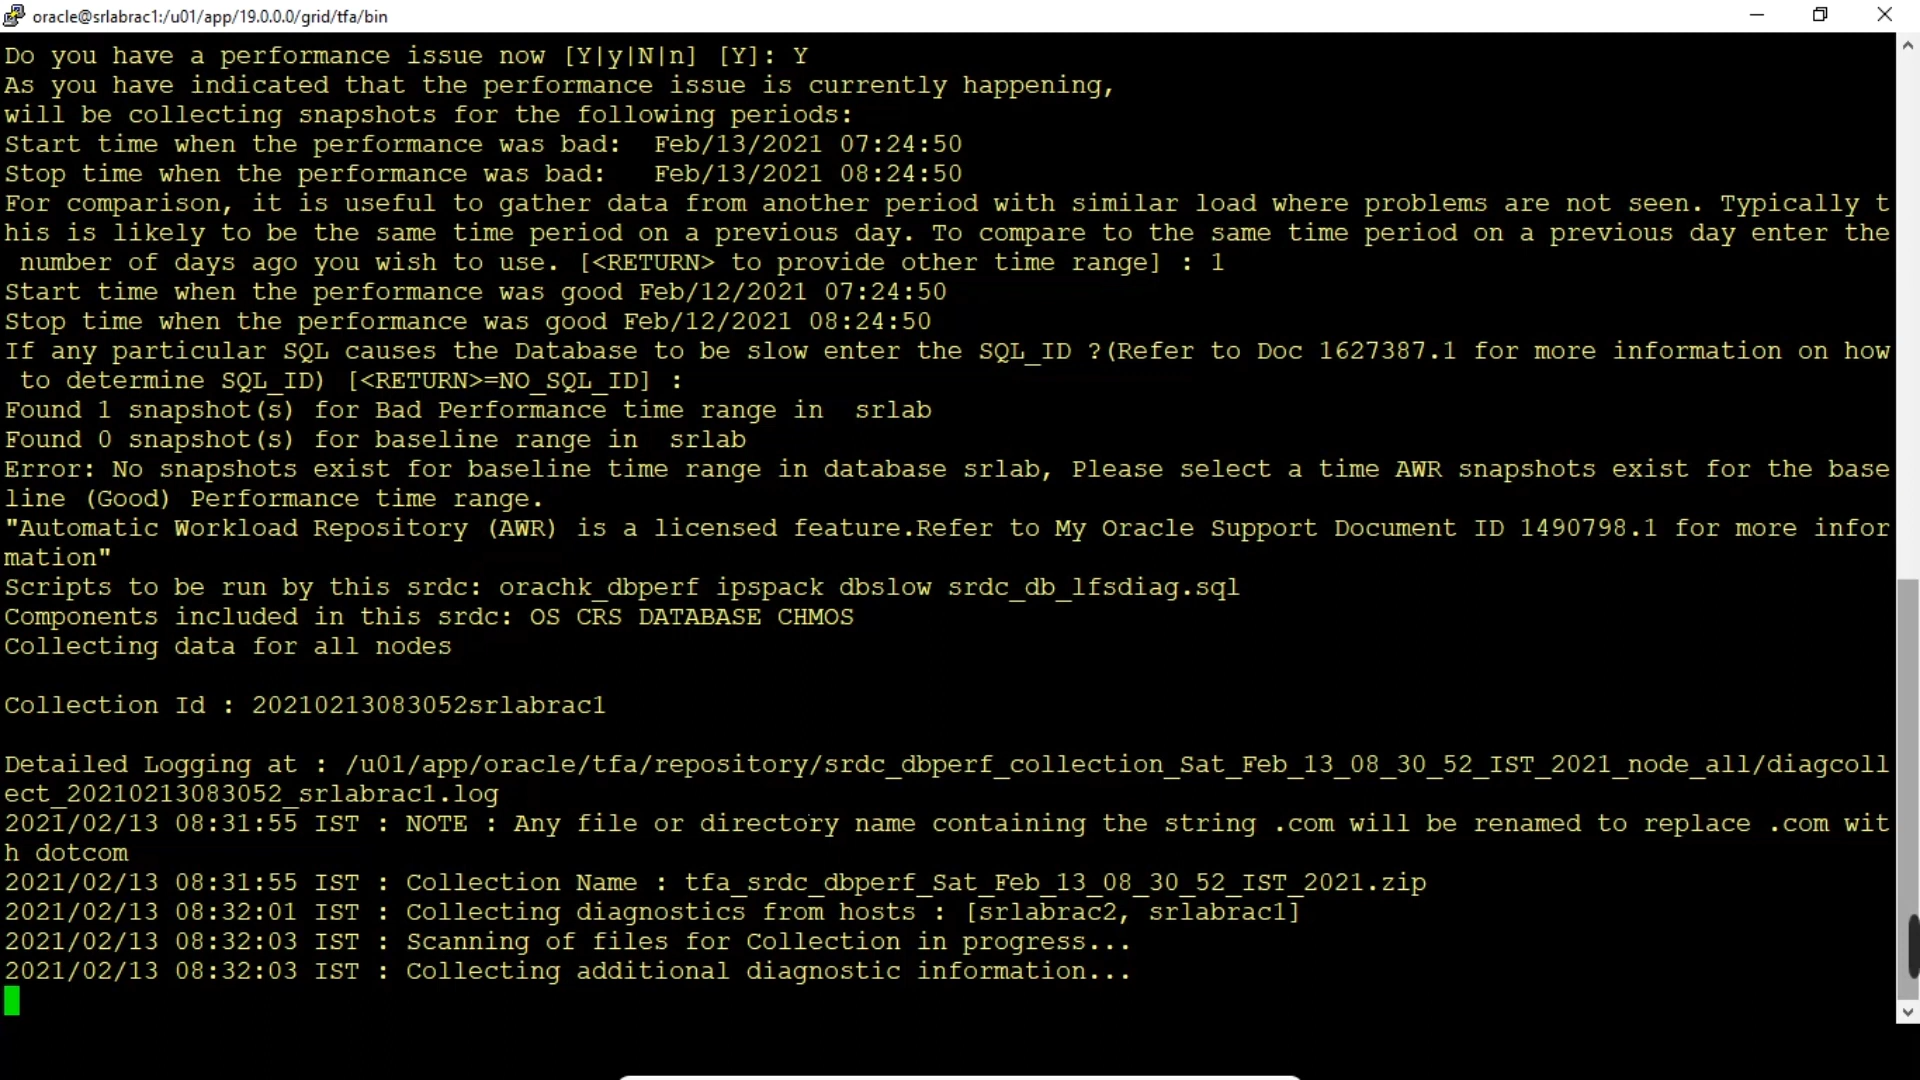 oracle@srlabrac1:/u01/app/19.0.0.0/grid/tfa/bin
Do you have a performance issue now [Y|y|N|n] [Y]: Y
As you have indicated that the performance issue is currently happening,
will be collecting snapshots for the following periods:
Start time when the performance was bad:  Feb/13/2021 07:24:50
Stop time when the performance was bad:   Feb/13/2021 08:24:50
For comparison, it is useful to gather data from another period with similar load where problems are not seen. Typically t
his is likely to be the same time period on a previous day. To compare to the same time period on a previous day enter the
 number of days ago you wish to use. [<RETURN> to provide other time range] : 1
Start time when the performance was good Feb/12/2021 07:24:50
Stop time when the performance was good Feb/12/2021 08:24:50
If any particular SQL causes the Database to be slow enter the SQL_ID ?(Refer to Doc 1627387.1 for more information on how
 to determine SQL_ID) [<RETURN>=NO_SQL_ID] :
Found 1 snapshot(s) for Bad Performance time range in  srlab
Found 0 snapshot(s) for baseline range in  srlab
Error: No snapshots exist for baseline time range in database srlab, Please select a time AWR snapshots exist for the base
line (Good) Performance time range.
"Automatic Workload Repository (AWR) is a licensed feature.Refer to My Oracle Support Document ID 1490798.1 for more infor
mation"
Scripts to be run by this srdc: orachk_dbperf ipspack dbslow srdc_db_lfsdiag.sql
Components included in this srdc: OS CRS DATABASE CHMOS
Collecting data for all nodes
Collection Id : 20210213083052srlabrac1
Detailed Logging at : /u01/app/oracle/tfa/repository/srdc_dbperf_collection_Sat_Feb_13_08_30_52_IST_2021_node_all/diagcoll
ect_20210213083052_srlabrac1.log
2021/02/13 08:31:55 IST : NOTE : Any file or directory name containing the string .com will be renamed to replace .com wit
h dotcom
2021/02/13 08:31:55 IST : Collection Name : tfa_srdc_dbperf_Sat_Feb_13_08_30_52_IST_2021.zip
2021/02/13 08:32:01 IST : Collecting diagnostics from hosts : [srlabrac2, srlabrac1]
2021/02/13 08:32:03 IST : Scanning of files for Collection in progress...
2021/02/13 08:32:03 IST : Collecting additional diagnostic information...